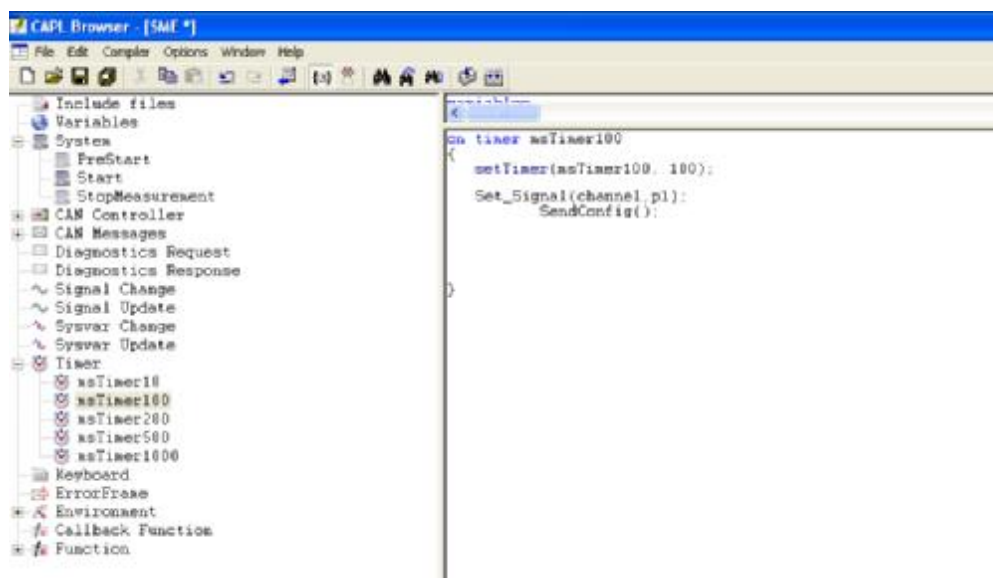 CAPL Browser - [SME *]
File Edit Compiler Options Window Help
Include files
Variables
System
PreStart
Start
StopMeasurement
CAN Controller
CAN Messages
Diagnostics Request
Diagnostics Response
Signal Change
Signal Update
Sysvar Change
Sysvar Update
Timer
msTimer10
msTimer100
msTimer200
msTimer500
msTimer1000
Keyboard
ErrorFrame
Environment
Callback Function
Function
on timer msTimer100
{
setTimer(msTimer100, 100);
Set_Signal(channel,p1);
SendConfig();
}